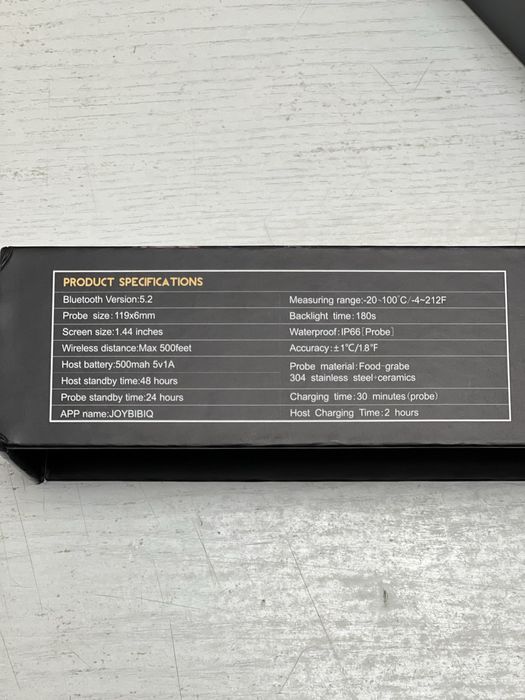 PRODUCT SPECIFICATIONS
Bluetooth Version:5.2
Measuring range:-20~100°C/-4~212F
Probe size:119x6mm
Backlight time:180s
Screen size:1.44 inches
Waterproof:IP66[Probe]
Wireless distance:Max 500feet
Accuracy:±1°C/1.8°F
Host battery:500mah 5v1A
Probe material:Food-grabe
304 stainless steel+ceramics
Host standby time:48 hours
Probe standby time:24 hours
Charging time:30 minutes(probe)
APP name:JOYBIBIQ
Host Charging Time:2 hours